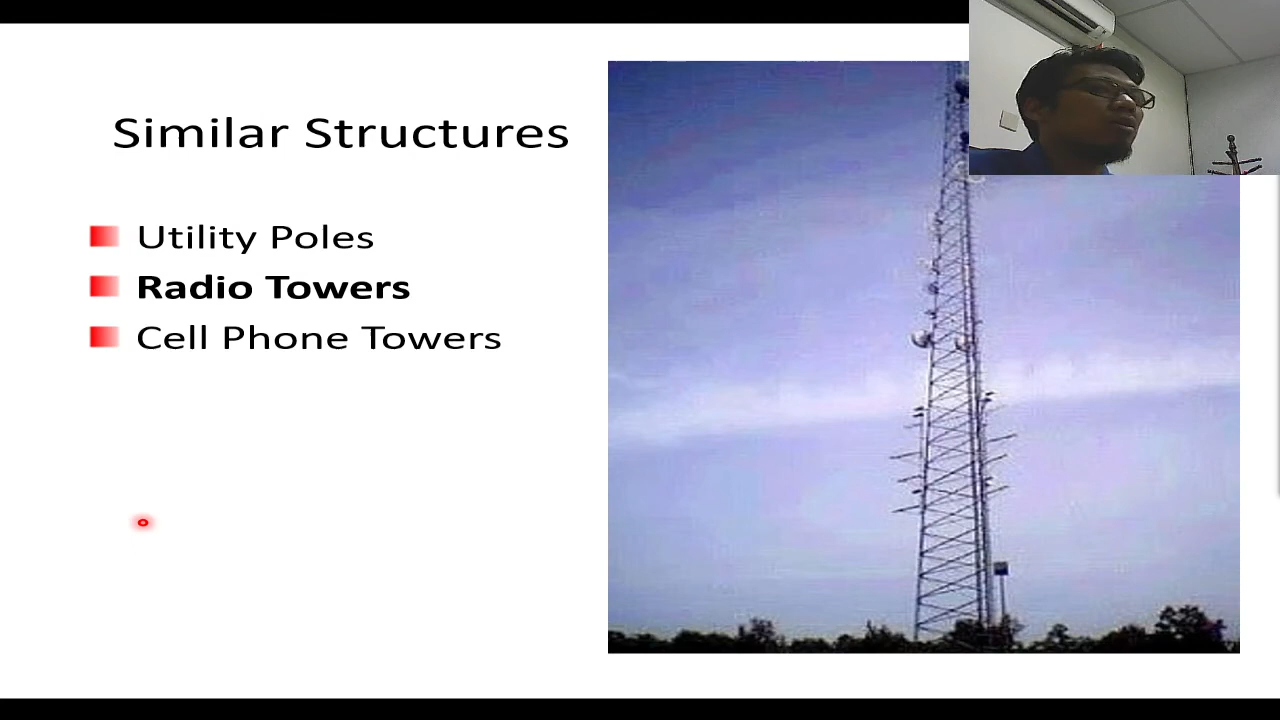 Similar Structures
Utility Poles
Radio Towers
Cell Phone Towers